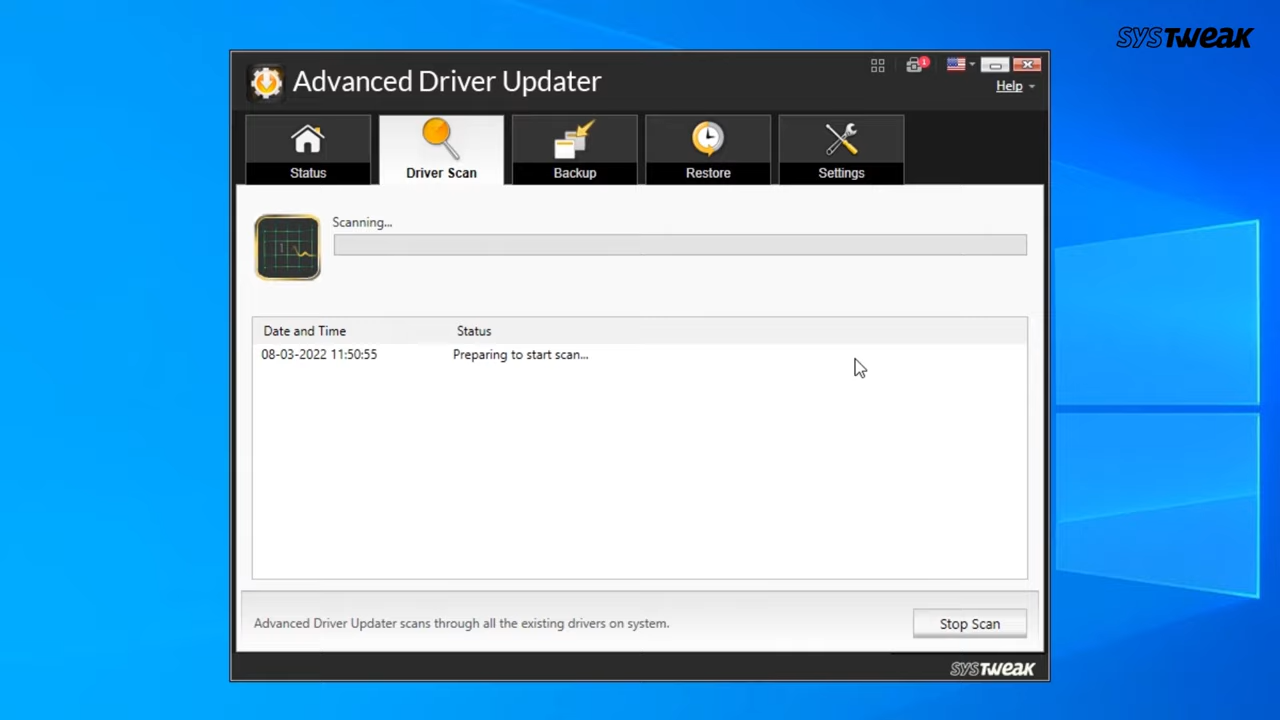 SYSTweak
Advanced Driver Updater
1
Help
Status
Driver Scan
Backup
Restore
Settings
Scanning...
Date and Time Status
08-03-2022 11:50:55 Preparing to start scan...
Advanced Driver Updater scans through all the existing drivers on system.
Stop Scan
SYSTweak